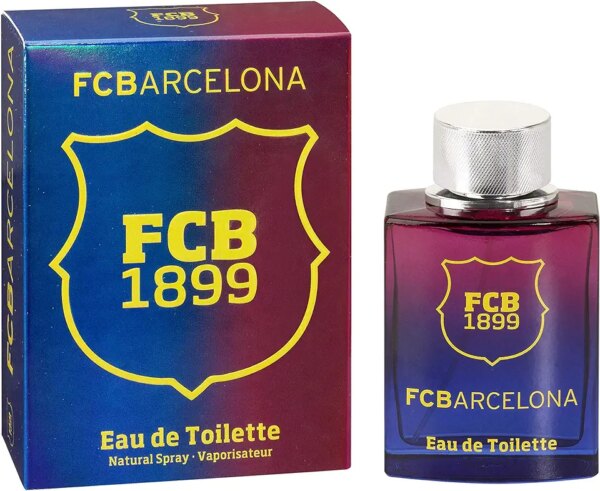 FCBARCELONA
FCB
1899
Eau de Toilette
Natural Spray · Vaporisateur
FCBARCELONA
FCB
1899
FCBARCELONA
Eau de Toilette